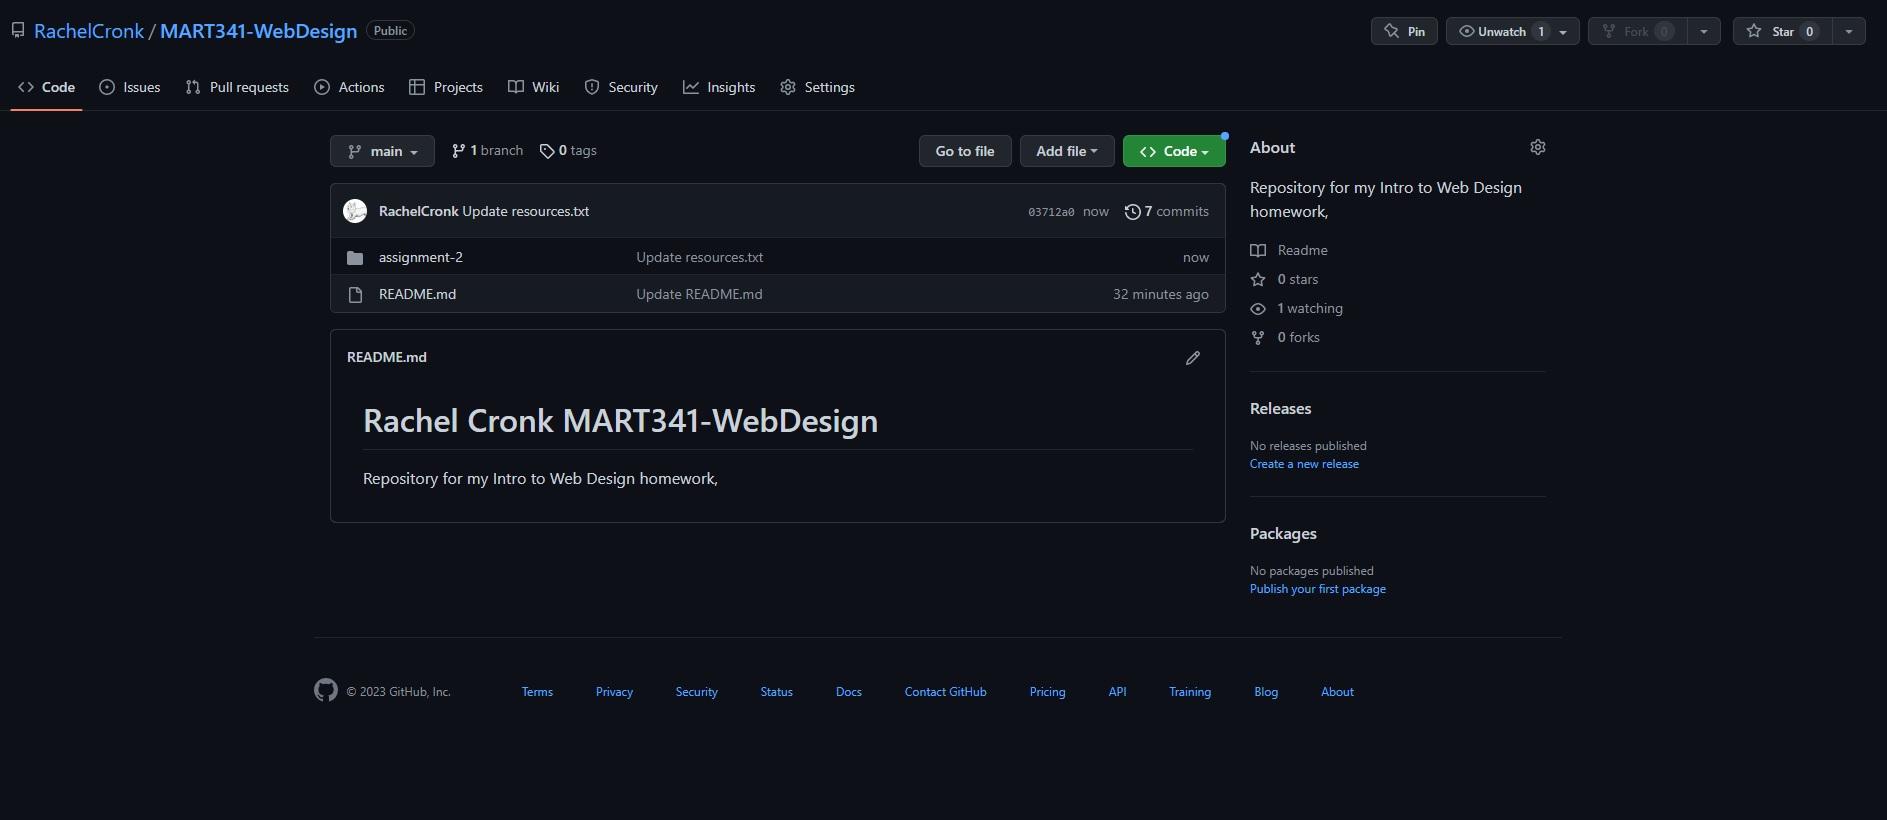 RachelCronk / MART341-WebDesign Public
Pin Unwatch 1 Fork 0 Star 0
Code Issues Pull requests Actions Projects Wiki Security Insights Settings
main 1 branch 0 tags Go to file Add file Code
RachelCronk Update resources.txt 03712a0 now 7 commits
assignment-2 Update resources.txt now
README.md Update README.md 32 minutes ago
README.md
Rachel Cronk MART341-WebDesign
Repository for my Intro to Web Design homework,
About
Repository for my Intro to Web Design
homework,
Readme
0 stars
1 watching
0 forks
Releases
No releases published
Create a new release
Packages
No packages published
Publish your first package
© 2023 GitHub, Inc. Terms Privacy Security Status Docs Contact GitHub Pricing API Training Blog About